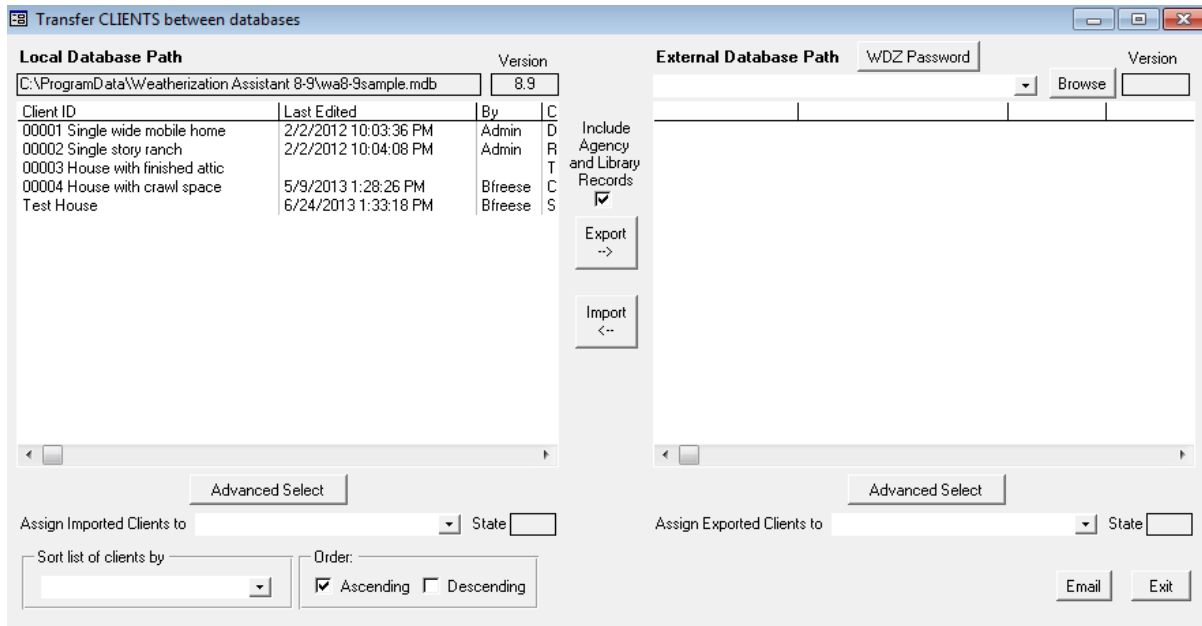 Transfer CLIENTS between databases
Local Database Path
Version
C:\ProgramData\Weatherization Assistant 8-9\wa8-9sample.mdb
8.9
Client ID Last Edited By C
00001 Single wide mobile home 2/2/2012 10:03:36 PM Admin D
00002 Single story ranch 2/2/2012 10:04:08 PM Admin R
00003 House with finished attic T
00004 House with crawl space 5/9/2013 1:28:26 PM Bfreese C
Test House 6/24/2013 1:33:18 PM Bfreese S
Advanced Select
Assign Imported Clients to
State
Sort list of clients by
Order:
Ascending
Descending
Include
Agency
and Library
Records
Export
-->
Import
<--
External Database Path
WDZ Password
Version
Browse
Advanced Select
Assign Exported Clients to
State
Email
Exit